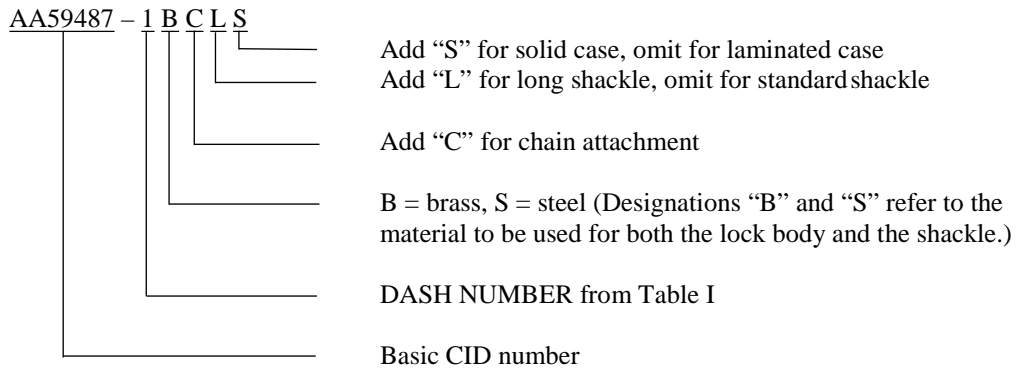 AA59487 – 1 B C L S
Add “S” for solid case, omit for laminated case
Add “L” for long shackle, omit for standard shackle
Add “C” for chain attachment
B = brass, S = steel (Designations “B” and “S” refer to the
material to be used for both the lock body and the shackle.)
DASH NUMBER from Table I
Basic CID number